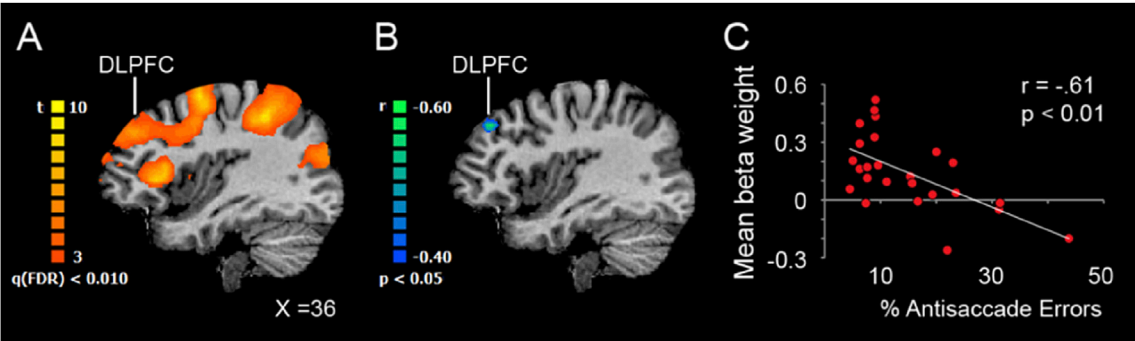 A
DLPFC
t
10
3
q(FDR) < 0.010
X =36
B
DLPFC
r
-0.60
-0.40
p < 0.05
C
r = -.61
p < 0.01
Mean beta weight
0.6
0.3
0
-0.3
10
30
50
% Antisaccade Errors